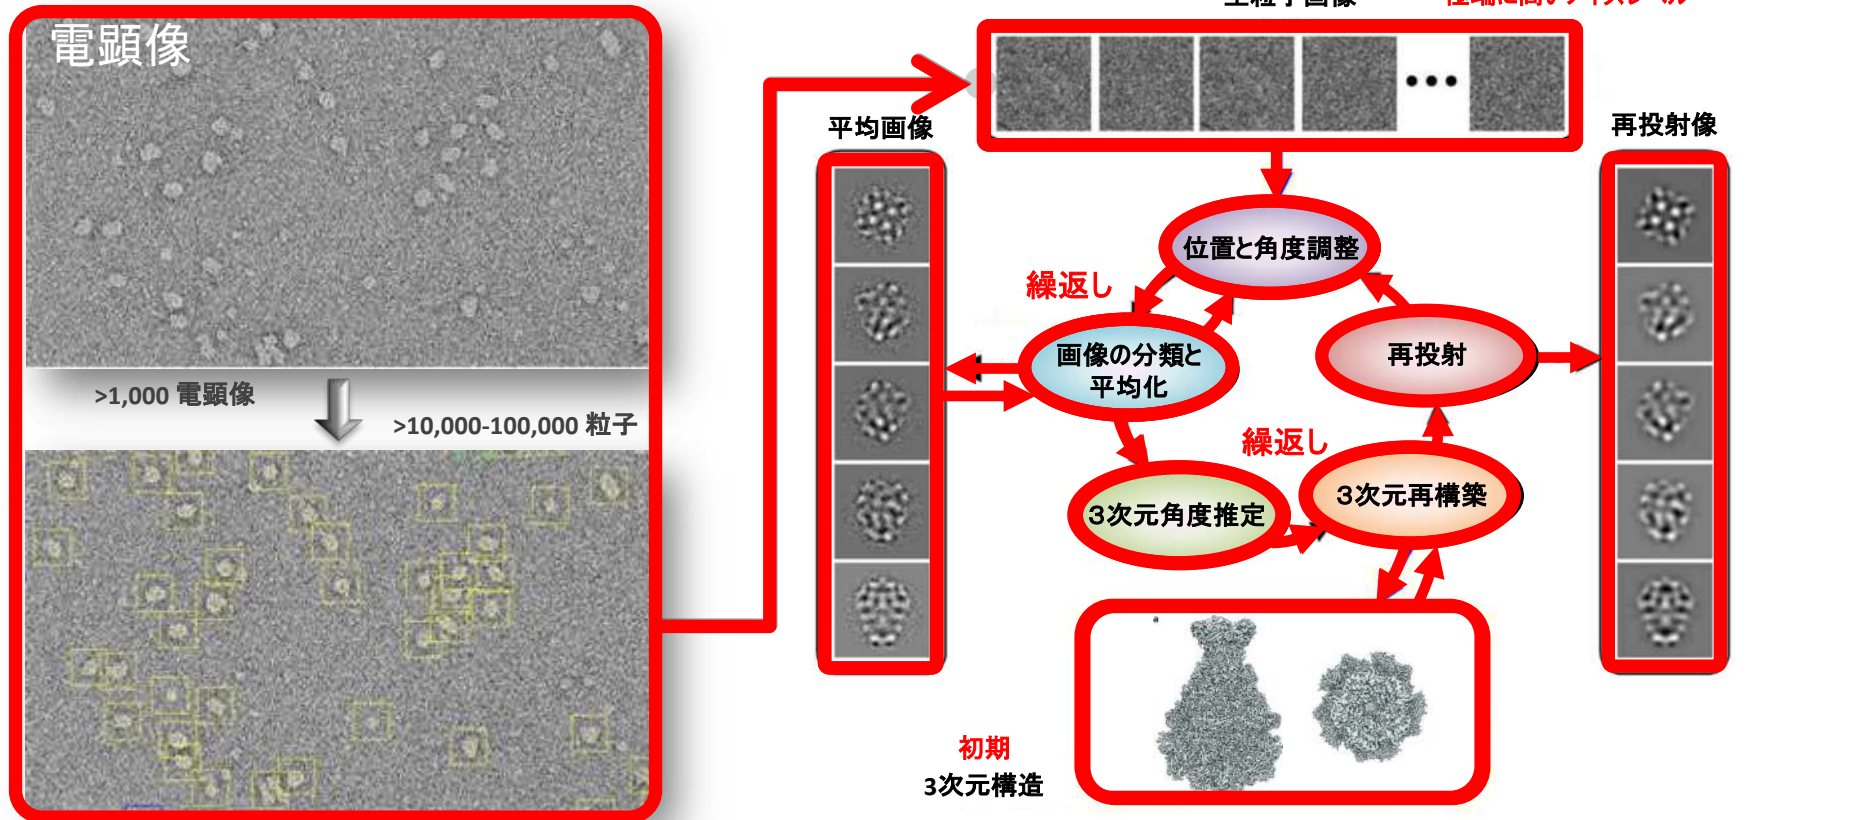 電顕像
>1,000 電顕像
>10,000-100,000 粒子
平均画像
再投射像
位置と角度調整
繰返し
画像の分類と
平均化
再投射
繰返し
3次元角度推定
3次元再構築
a
初期
3次元構造